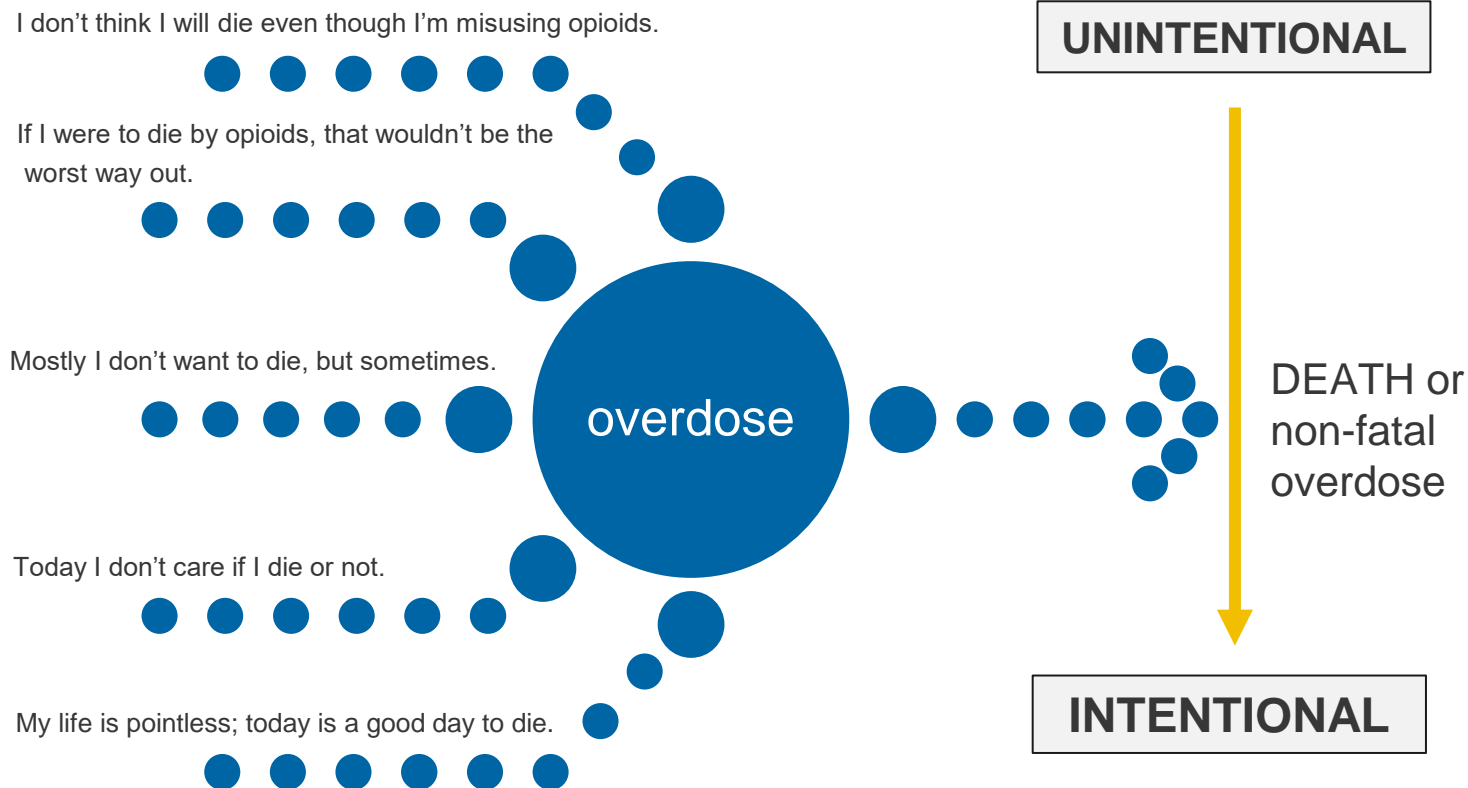 I don't think I will die even though I'm misusing opioids.
UNINTENTIONAL
If I were to die by opioids, that wouldn't be the
worst way out.
Mostly I don't want to die, but sometimes.
overdose
DEATH or
non-fatal
overdose
Today I don't care if I die or not.
My life is pointless; today is a good day to die.
INTENTIONAL